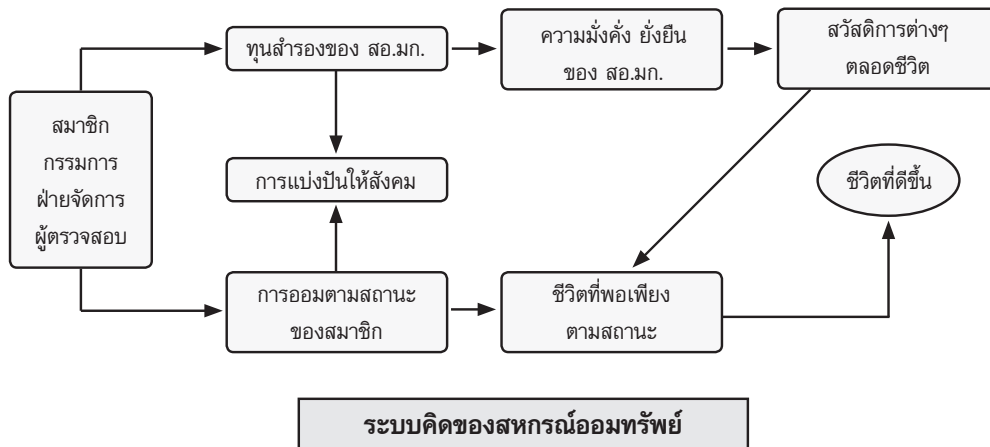 ทุนสำรองของ สอ.มก.
ความมั่งคั่ง ยั่งยืน
ของ สอ.มก.
สวัสดิการต่างๆ
ตลอดชีวิต
สมาชิก
กรรมการ
ฝ่ายจัดการ
ผู้ตรวจสอบ
การแบ่งปันให้สังคม
ชีวิตที่ดีขึ้น
การออมตามสถานะ
ของสมาชิก
ชีวิตที่พอเพียง
ตามสถานะ
ระบบคิดของสหกรณ์ออมทรัพย์